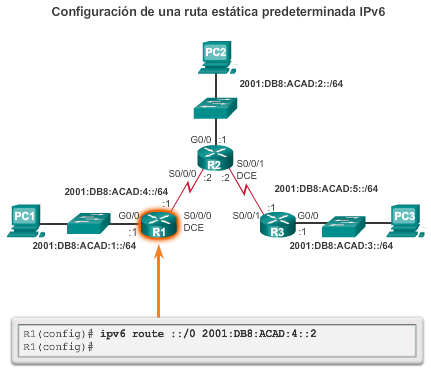 Configuración de una ruta estática predeterminada IPv6
PC2
2001:DB8:ACAD:2::/64
G0/0
:1
R2
S0/0/0
:2
:2
S0/0/1
DCE
2001:DB8:ACAD:4::/64
2001:DB8:ACAD:5::/64
:1
:1
PC1
G0/0
:1
R1
S0/0/0
DCE
2001:DB8:ACAD:1::/64
S0/0/1
R3
G0/0
:1
PC3
2001:DB8:ACAD:3::/64
R1(config)# ipv6 route ::/0 2001:DB8:ACAD:4::2
R1(config)#